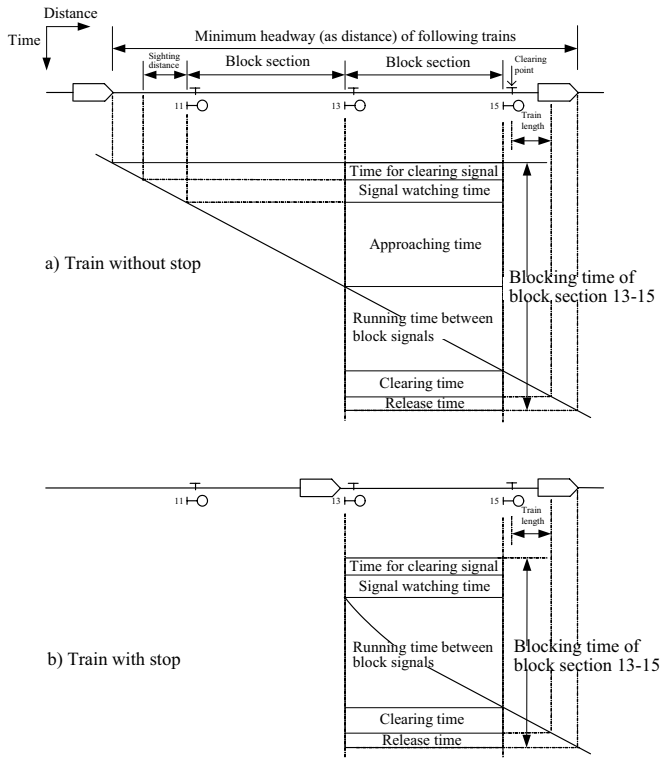 Distance
Time
Minimum headway (as distance) of following trains
Sighting
distance
Block section
Block section
Clearing
point
11
13
15
Train
length
Time for clearing signal
Signal watching time
Approaching time
a) Train without stop
Blocking time of
block section 13-15
Running time between
block signals
Clearing time
Release time
11
13
15
Train
length
Time for clearing signal
Signal watching time
b) Train with stop
Running time between
block signals
Blocking time of
block section 13-15
Clearing time
Release time